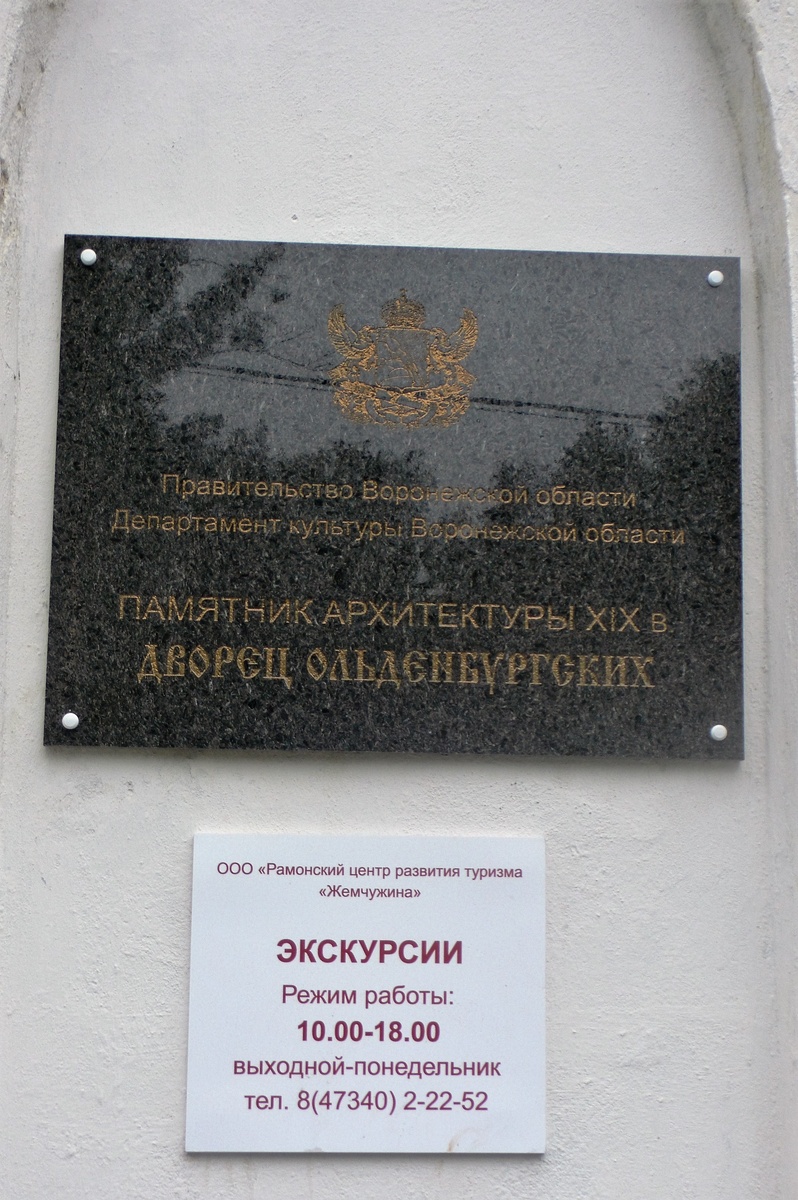 Правительство Воронежской области
Департамент культуры Воронежской области
ПАМЯТНИК АРХИТЕКТУРЫ XIX в.
ДВОРЕЦ ОЛЬДЕНБУРГСКИХ
ООО «Рамонский центр развития туризма
«Жемчужина»
ЭКСКУРСИИ
Режим работы:
10.00-18.00
выходной-понедельник
тел. 8(47340) 2-22-52